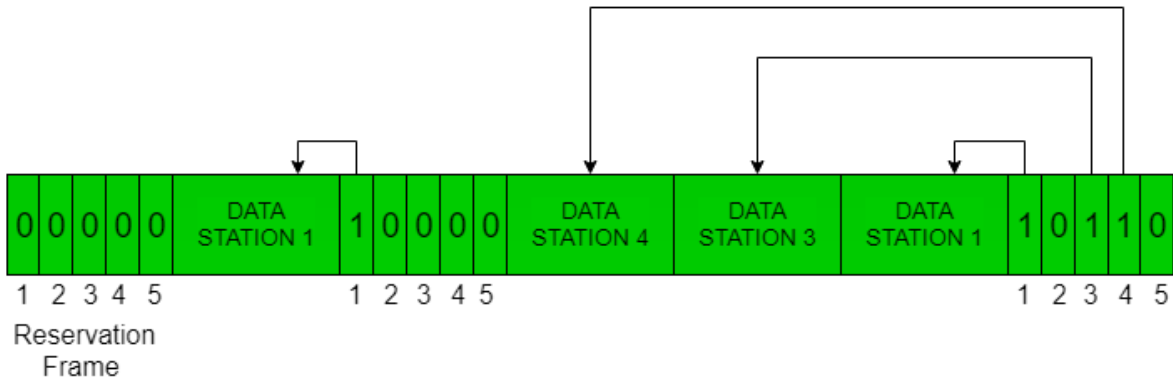 0 0 0 0 0 DATA STATION 1 1 0 0 0 0 DATA STATION 4 DATA STATION 3 DATA STATION 1 1 0 1 1 0
1 2 3 4 5 1 2 3 4 5 1 2 3 4 5
Reservation
Frame